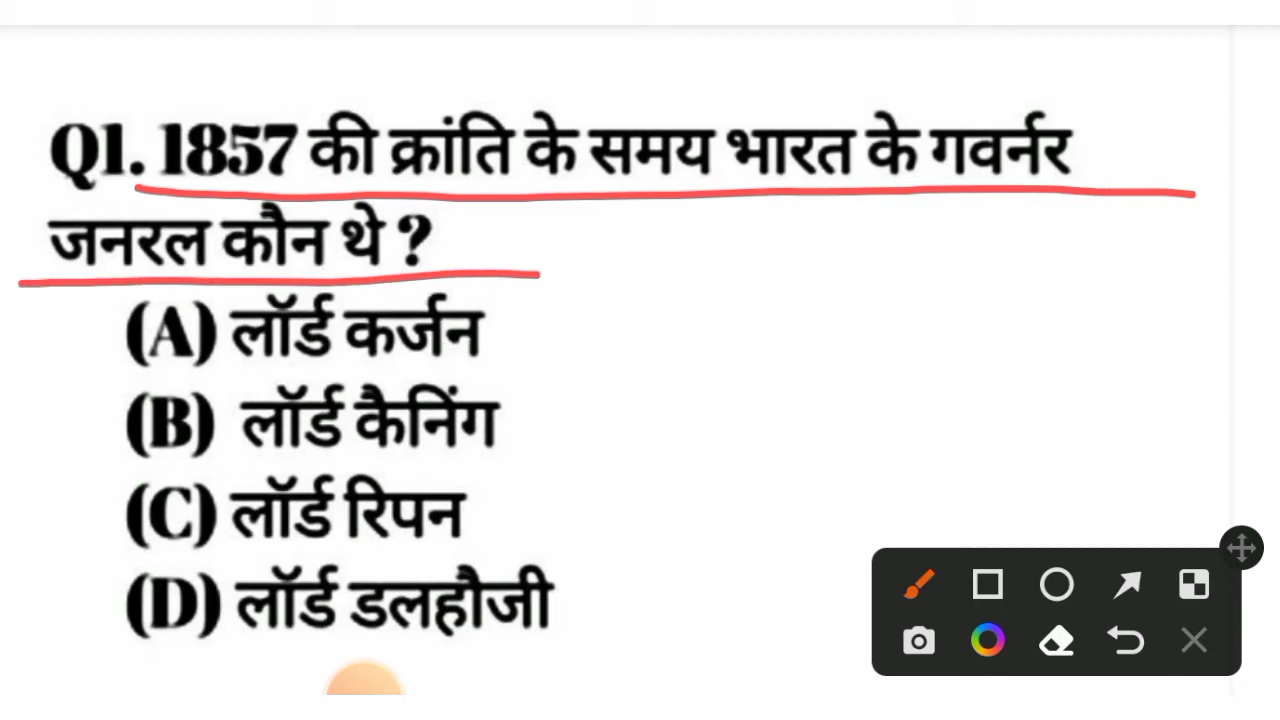 Q1. 1857 की क्रांति के समय भारत के गवर्नर
जनरल कौन थे ?
(A) लॉर्ड कर्जन
(B) लॉर्ड कैनिंग
(C) लॉर्ड रिपन
(D) लॉर्ड डलहौजी